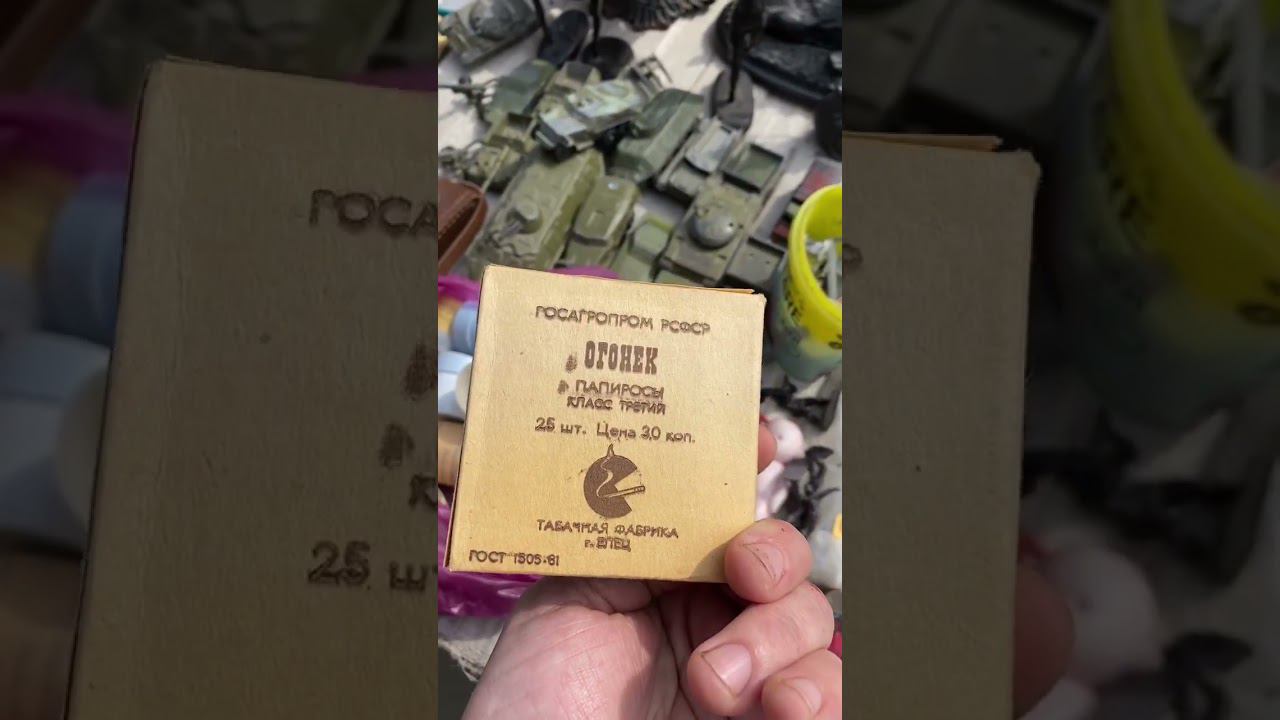 ГОСАГРОПРОМ РСФСР
ОГОНЕК
ПАПИРОСЫ
КЛАСС ТРЕТИЙ
25 шт. Цена 30 коп.
ТАБАЧНАЯ ФАБРИКА
г. ЕЛЕЦ
ГОСТ 1505-81